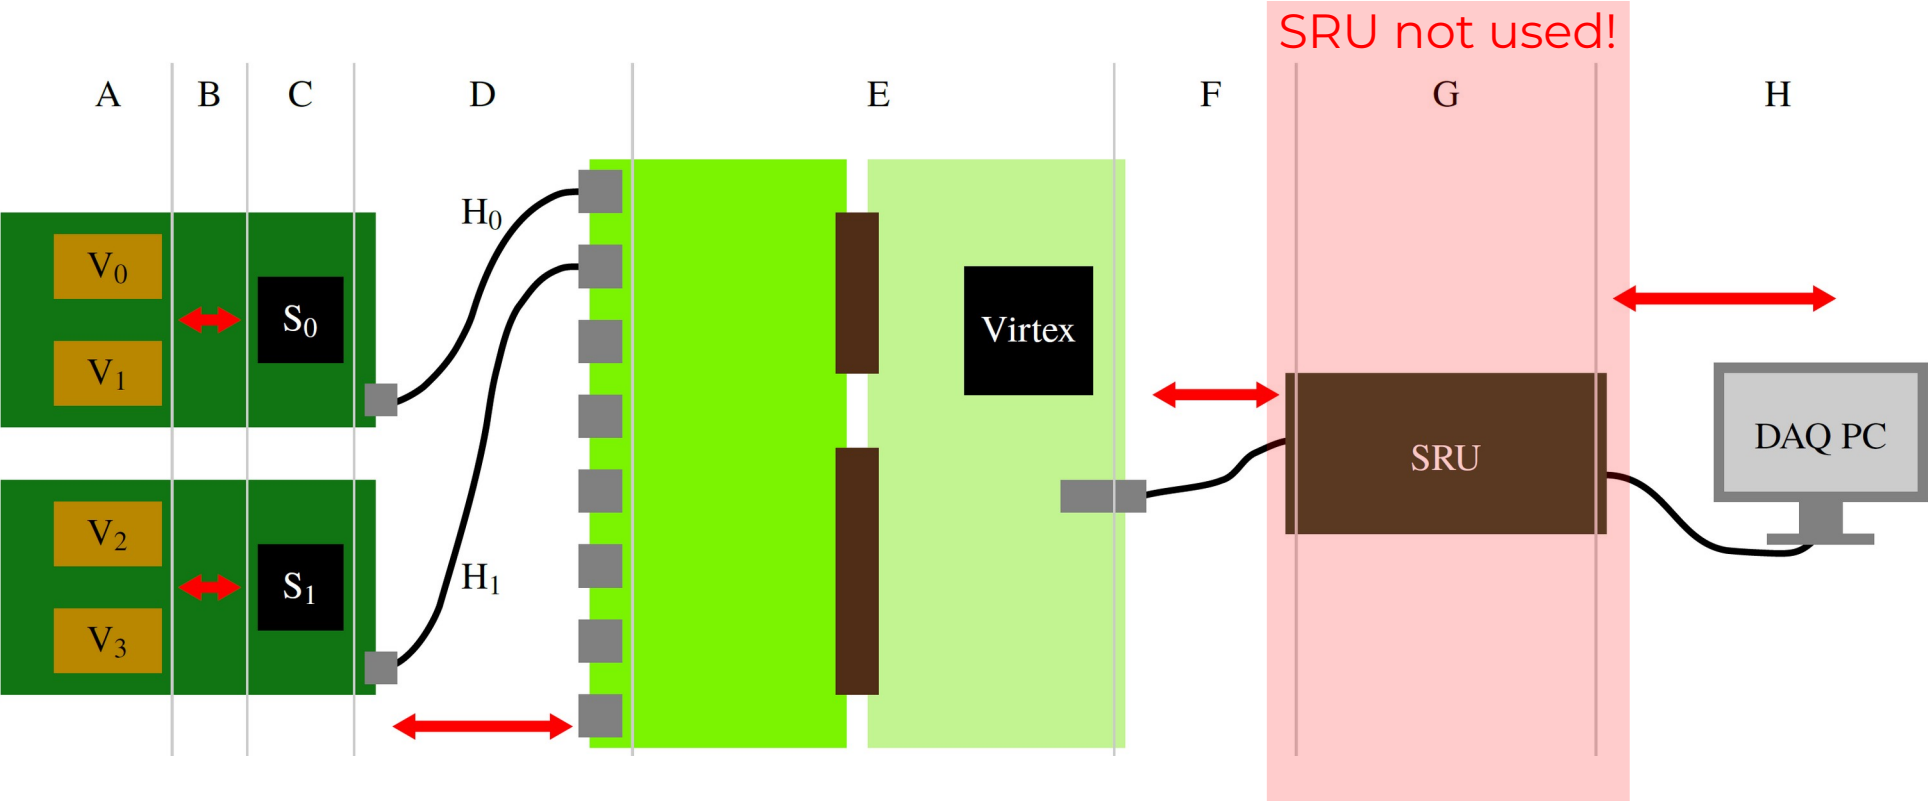 SRU not used!
A B C D E F G H
H₀
V₀
S₀
Virtex
V₁
SRU
DAQ PC
V₂
S₁
H₁
V₃